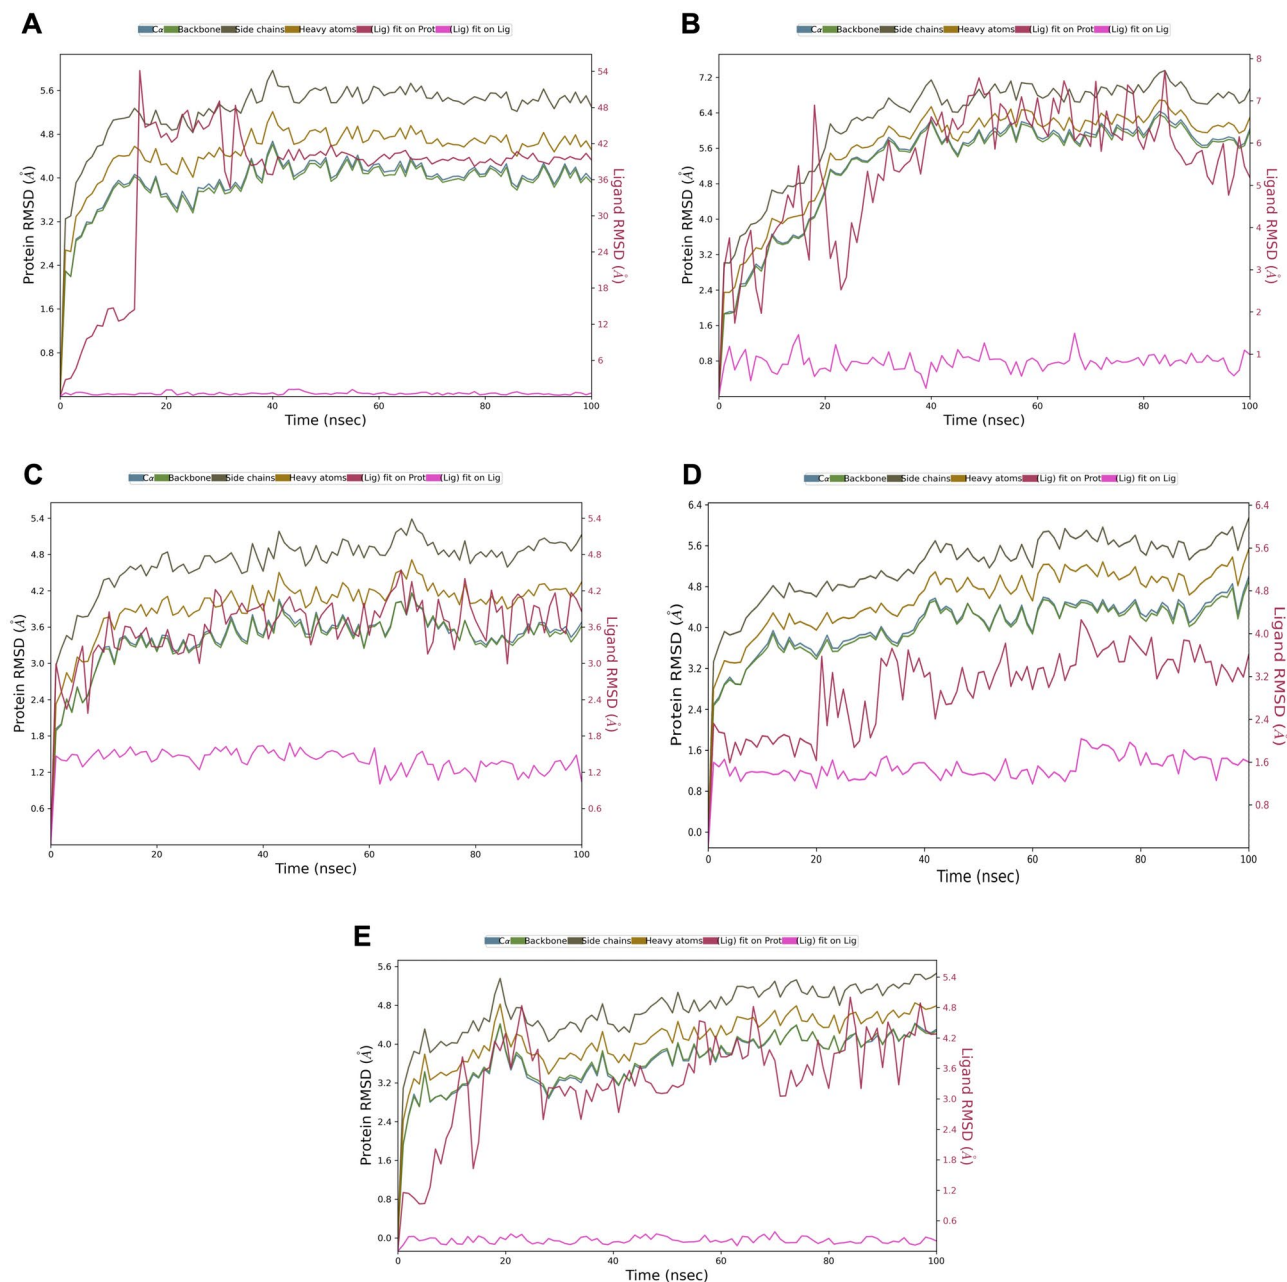 A
Cα Backbone Side chains Heavy atoms (Lig) fit on Prot (Lig) fit on Lig
Protein RMSD (Å)
5.6
4.8
4.0
3.2
2.4
1.6
0.8
54
48
42
36
30
24
18
12
6
Ligand RMSD (Å)
0 20 40 60 80 100
Time (nsec)
B
Cα Backbone Side chains Heavy atoms (Lig) fit on Prot (Lig) fit on Lig
Protein RMSD (Å)
7.2
6.4
5.6
4.8
4.0
3.2
2.4
1.6
0.8
8
7
6
5
4
3
2
1
Ligand RMSD (Å)
0 20 40 60 80 100
Time (nsec)
C
Cα Backbone Side chains Heavy atoms (Lig) fit on Prot (Lig) fit on Lig
Protein RMSD (Å)
5.4
4.8
4.2
3.6
3.0
2.4
1.8
1.2
0.6
5.4
4.8
4.2
3.6
3.0
2.4
1.8
1.2
0.6
Ligand RMSD (Å)
0 20 40 60 80 100
Time (nsec)
D
Cα Backbone Side chains Heavy atoms (Lig) fit on Prot (Lig) fit on Lig
Protein RMSD (Å)
6.4
5.6
4.8
4.0
3.2
2.4
1.6
0.8
0.0
6.4
5.6
4.8
4.0
3.2
2.4
1.6
0.8
Ligand RMSD (Å)
0 20 40 60 80 100
Time (nsec)
E
Cα Backbone Side chains Heavy atoms (Lig) fit on Prot (Lig) fit on Lig
Protein RMSD (Å)
5.6
4.8
4.0
3.2
2.4
1.6
0.8
0.0
5.4
4.8
4.2
3.6
3.0
2.4
1.8
1.2
0.6
Ligand RMSD (Å)
0 20 40 60 80 100
Time (nsec)